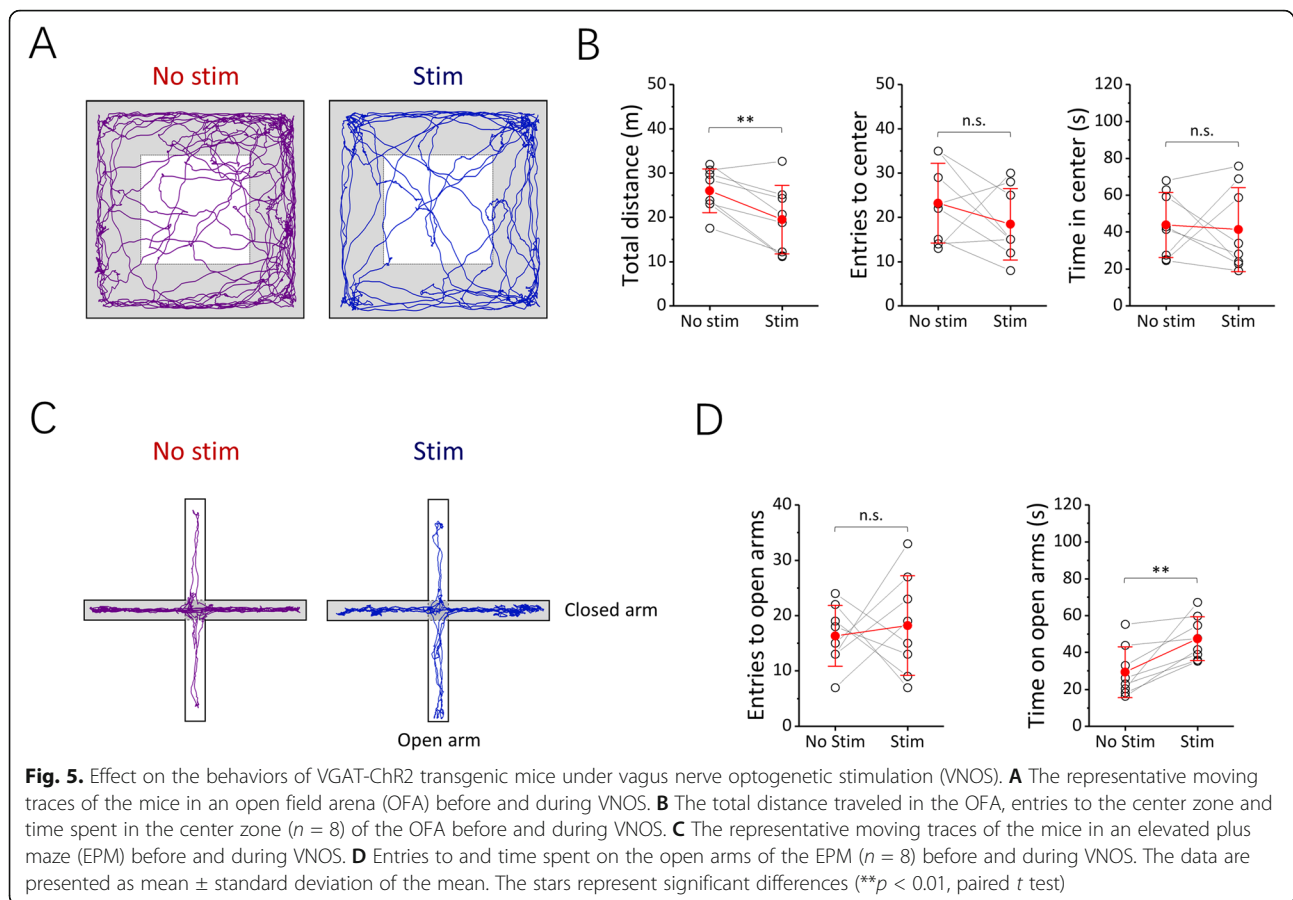 A
No stim
Stim
B
Total distance (m)
50
40
30
20
10
0
**
No stim
Stim
Entries to center
50
40
30
20
10
0
n.s.
No stim
Stim
Time in center (s)
120
100
80
60
40
20
0
n.s.
No stim
Stim
C
No stim
Stim
Closed arm
Open arm
D
Entries to open arms
40
30
20
10
0
n.s.
No Stim
Stim
Time on open arms (s)
120
100
80
60
40
20
0
**
No Stim
Stim
Fig. 5. Effect on the behaviors of VGAT-ChR2 transgenic mice under vagus nerve optogenetic stimulation (VNOS). A The representative moving
traces of the mice in an open field arena (OFA) before and during VNOS. B The total distance traveled in the OFA, entries to the center zone and
time spent in the center zone (n = 8) of the OFA before and during VNOS. C The representative moving traces of the mice in an elevated plus
maze (EPM) before and during VNOS. D Entries to and time spent on the open arms of the EPM (n = 8) before and during VNOS. The data are
presented as mean ± standard deviation of the mean. The stars represent significant differences (**p < 0.01, paired t test)